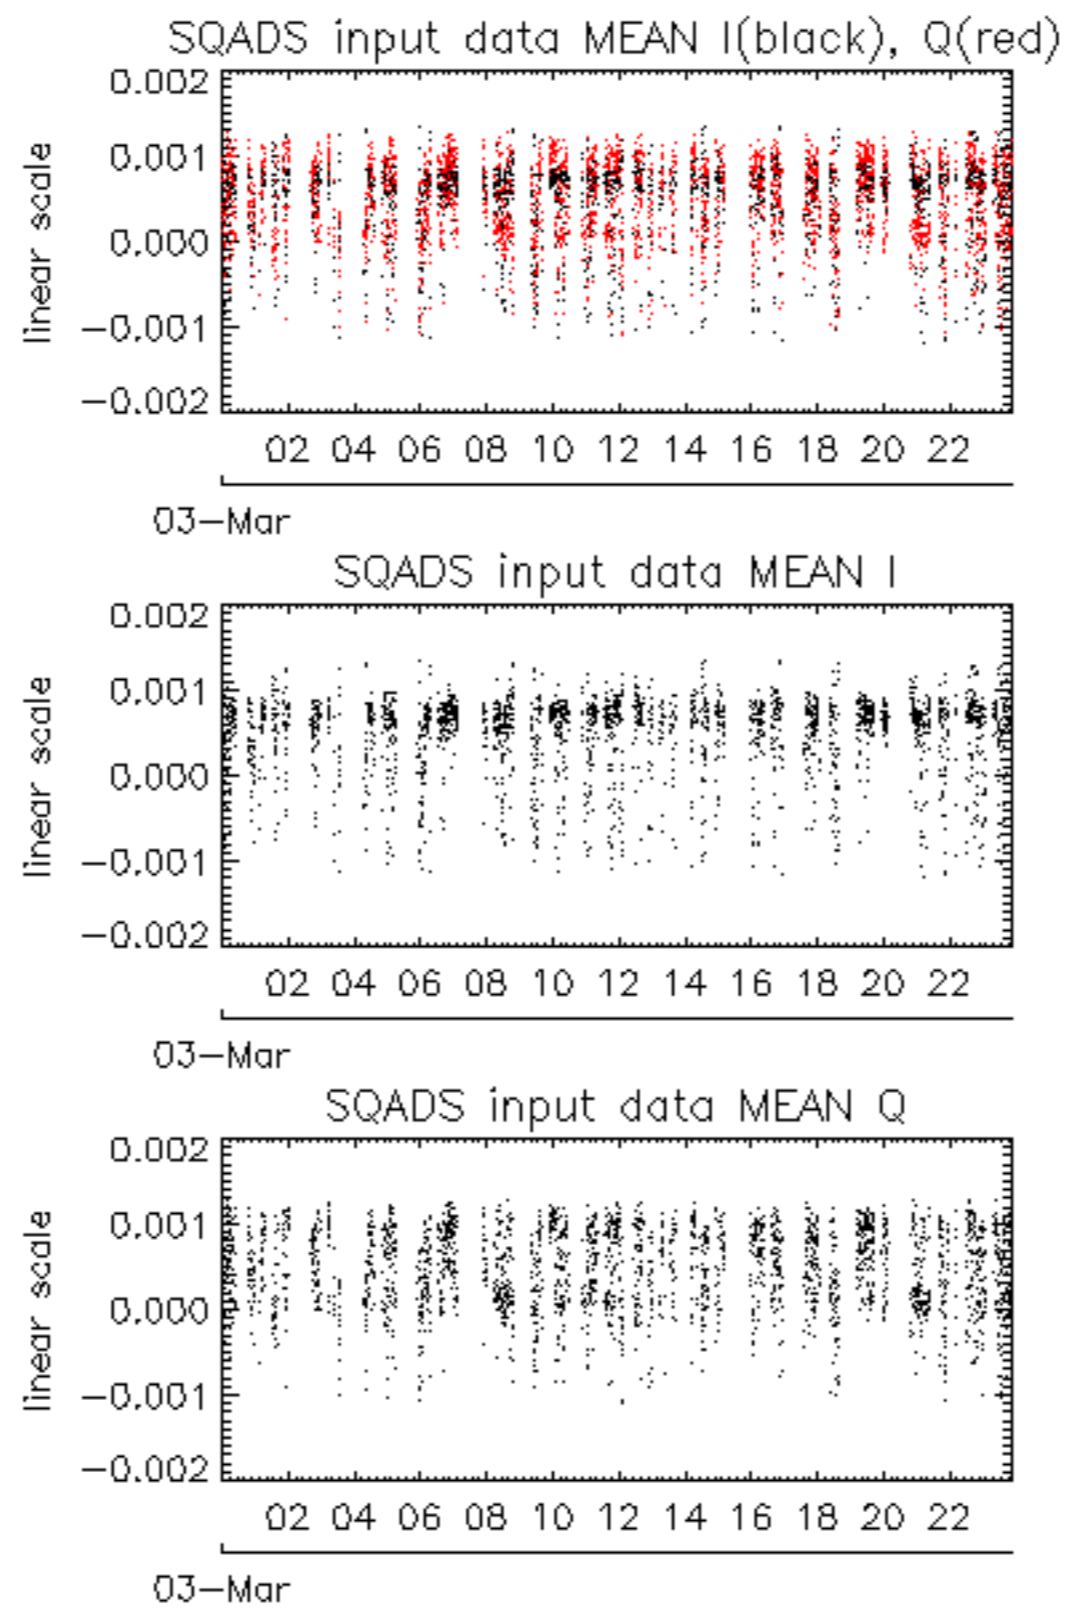 SQADS input data MEAN I(black), Q(red)
0.002
0.001
0.000
−0.001
−0.002
linear scale
02 04 06 08 10 12 14 16 18 20 22
03−Mar
SQADS input data MEAN I
0.002
0.001
0.000
−0.001
−0.002
linear scale
02 04 06 08 10 12 14 16 18 20 22
03−Mar
SQADS input data MEAN Q
0.002
0.001
0.000
−0.001
−0.002
linear scale
02 04 06 08 10 12 14 16 18 20 22
03−Mar